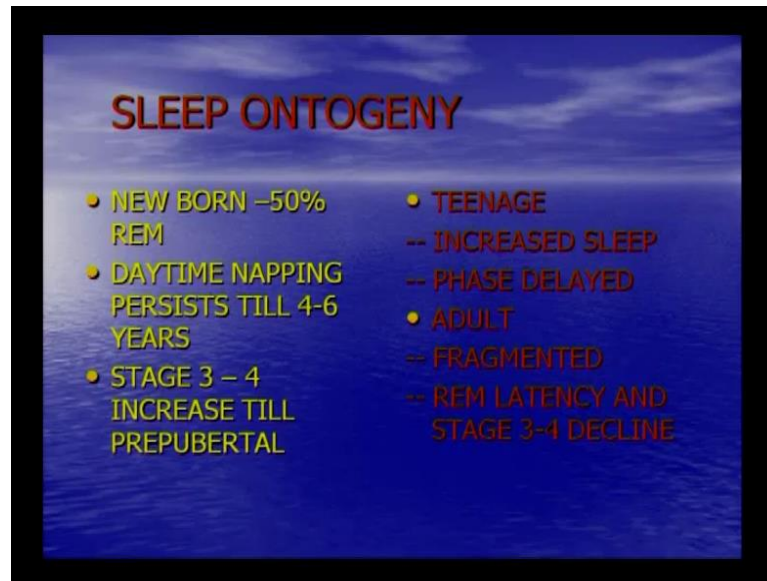 SLEEP ONTOGENY
• NEW BORN –50%
REM
• DAYTIME NAPPING
PERSISTS TILL 4-6
YEARS
• STAGE 3 – 4
INCREASE TILL
PREPUBERTAL
• TEENAGE
-- INCREASED SLEEP
-- PHASE DELAYED
• ADULT
-- FRAGMENTED
-- REM LATENCY AND
STAGE 3-4 DECLINE